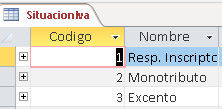 SituacionIva
Codigo Nombre
1 Resp. Inscripto
2 Monotributo
3 Excento